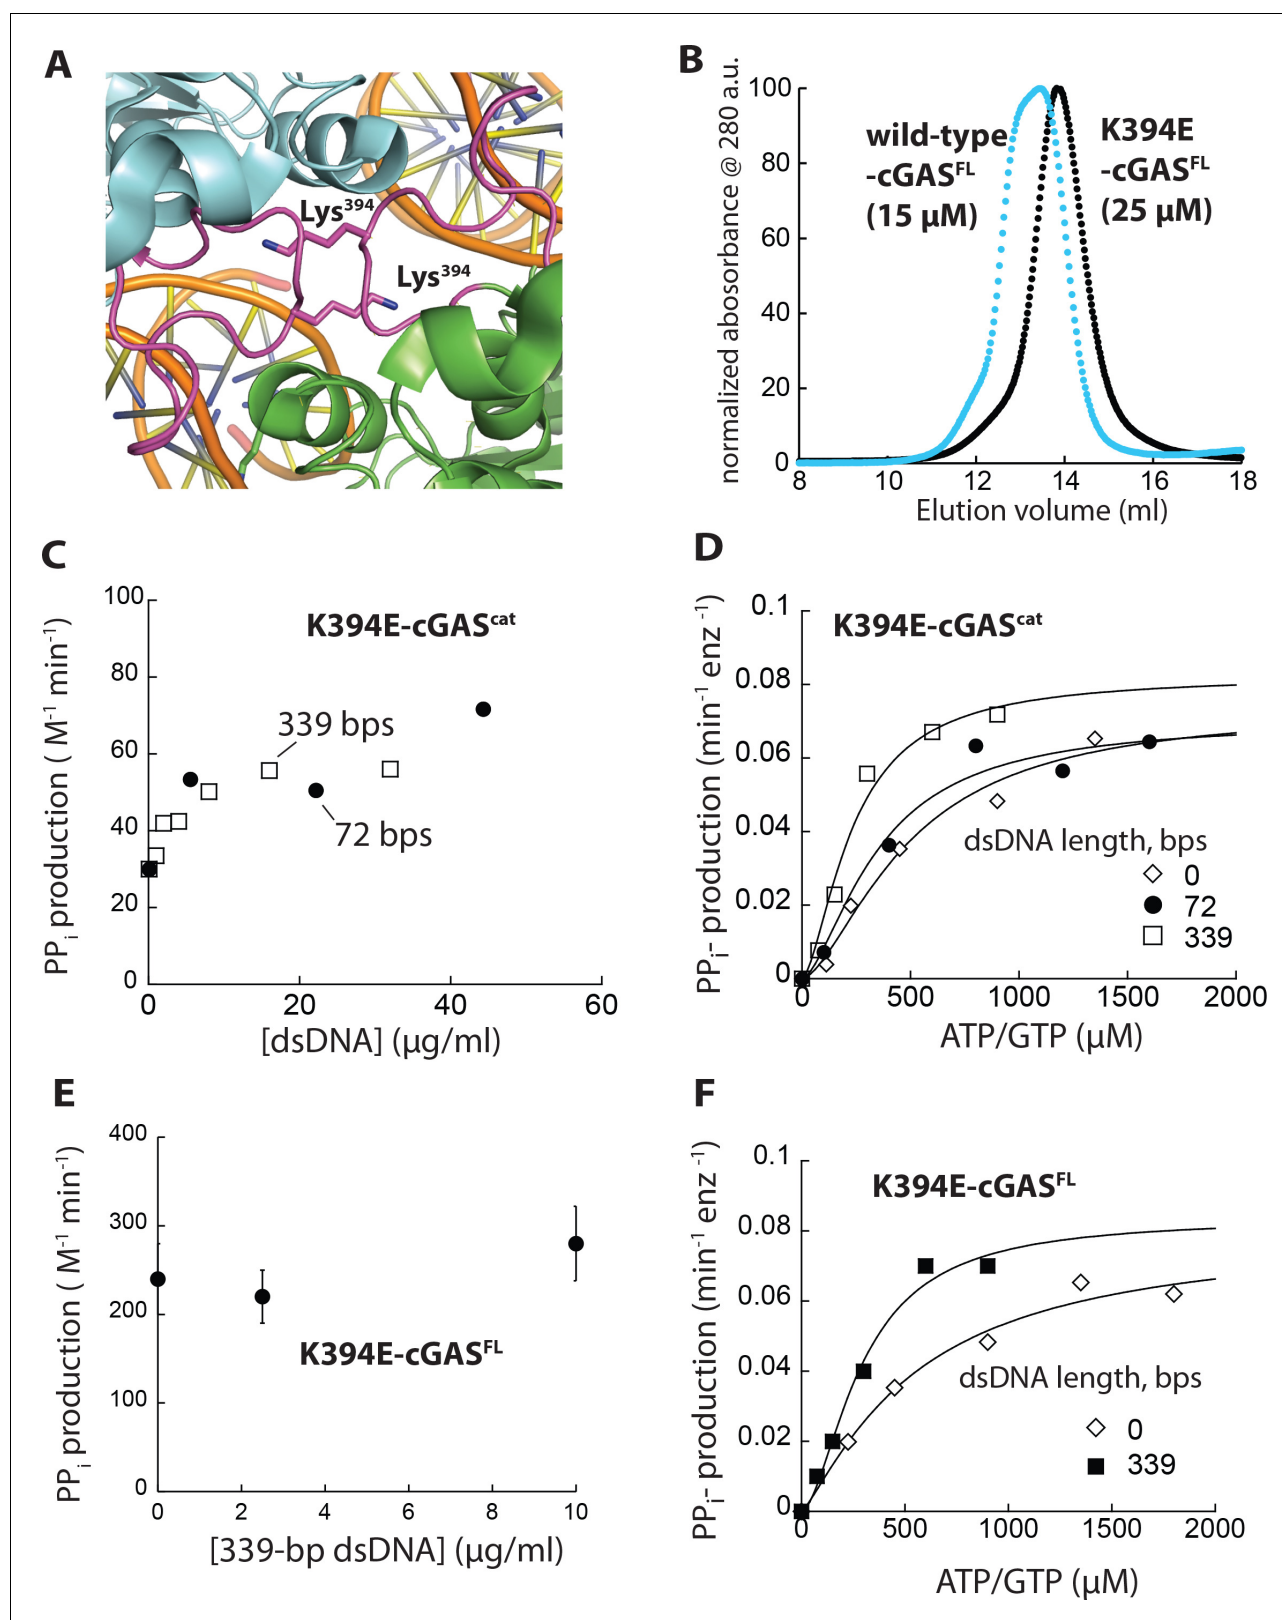 A
Lys394
Lys394
B
normalized abosorbance @ 280 a.u.
100
80
60
40
20
0
8
10
12
14
16
18
Elution volume (ml)
wild-type
-cGASFL
(15 µM)
K394E
-cGASFL
(25 µM)
C
PPi production ( M-1 min-1)
100
80
60
40
20
0
0
20
40
60
[dsDNA] (µg/ml)
K394E-cGAScat
339 bps
72 bps
D
PPi- production (min-1 enz -1)
0.1
0.08
0.06
0.04
0.02
0
0
500
1000
1500
2000
ATP/GTP (µM)
K394E-cGAScat
dsDNA length, bps
0
72
339
E
PPi production ( M-1 min-1)
400
300
200
100
0
0
2
4
6
8
10
[339-bp dsDNA] (µg/ml)
K394E-cGASFL
F
PPi- production (min-1 enz -1)
0.1
0.08
0.06
0.04
0.02
0
0
500
1000
1500
2000
ATP/GTP (µM)
K394E-cGASFL
dsDNA length, bps
0
339